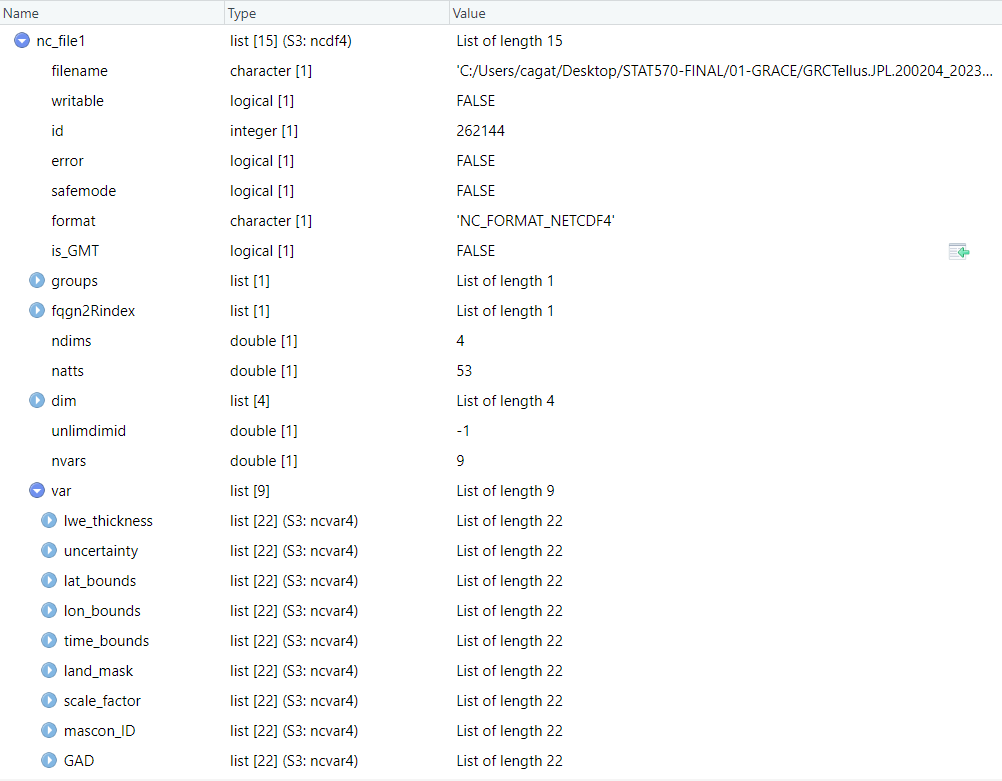 Name Type Value
nc_file1 list [15] (S3: ncdf4) List of length 15
filename character [1] 'C:/Users/cagat/Desktop/STAT570-FINAL/01-GRACE/GRCTellus.JPL.200204_2023...
writable logical [1] FALSE
id integer [1] 262144
error logical [1] FALSE
safemode logical [1] FALSE
format character [1] 'NC_FORMAT_NETCDF4'
is_GMT logical [1] FALSE
groups list [1] List of length 1
fqgn2Rindex list [1] List of length 1
ndims double [1] 4
natts double [1] 53
dim list [4] List of length 4
unlimdimid double [1] -1
nvars double [1] 9
var list [9] List of length 9
lwe_thickness list [22] (S3: ncvar4) List of length 22
uncertainty list [22] (S3: ncvar4) List of length 22
lat_bounds list [22] (S3: ncvar4) List of length 22
lon_bounds list [22] (S3: ncvar4) List of length 22
time_bounds list [22] (S3: ncvar4) List of length 22
land_mask list [22] (S3: ncvar4) List of length 22
scale_factor list [22] (S3: ncvar4) List of length 22
mascon_ID list [22] (S3: ncvar4) List of length 22
GAD list [22] (S3: ncvar4) List of length 22